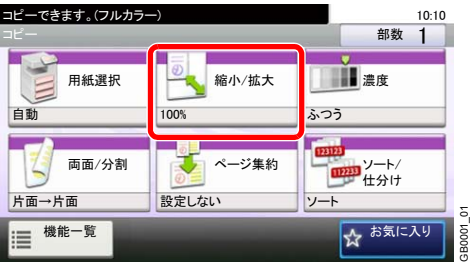 コピーできます。(フルカラー)
10:10
コピー
部数 1
用紙選択
自動
縮小/拡大
100%
濃度
ふつう
両面/分割
片面→片面
ページ集約
設定しない
123123
112233
ソート/
仕分け
ソート
機能一覧
お気に入り
GB0001_01